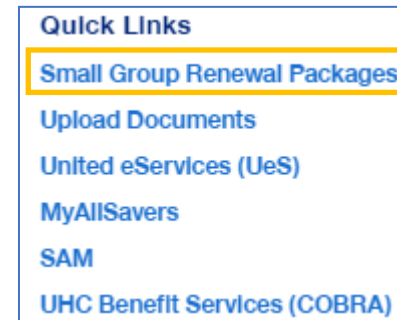 Quick Links
Small Group Renewal Packages
Upload Documents
United eServices (UeS)
MyAllSavers
SAM
UHC Benefit Services (COBRA)